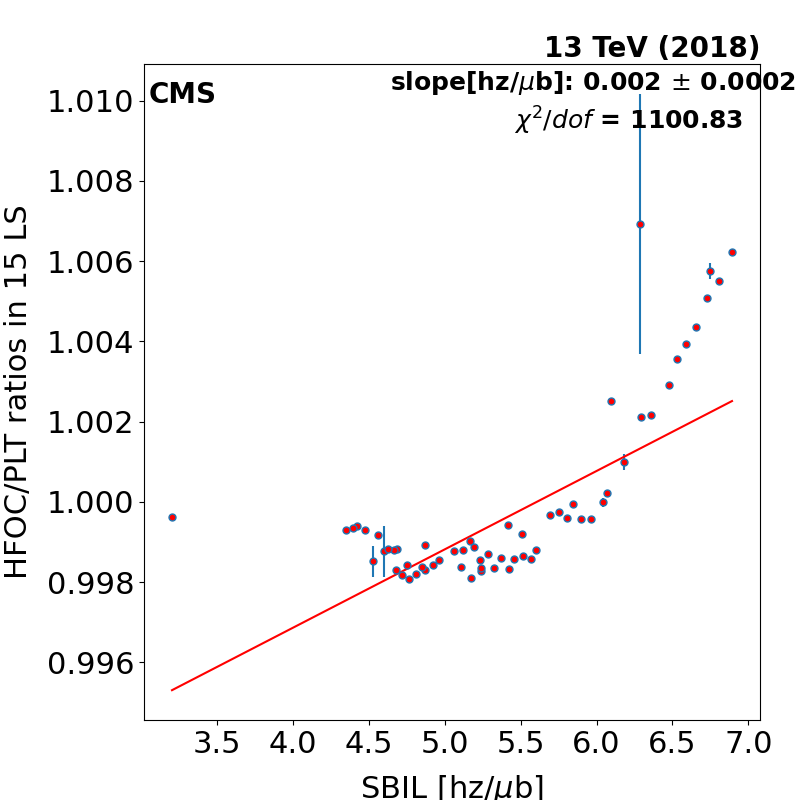 13 TeV (2018)
CMS
slope[hz/μb]: 0.002 ± 0.0002
χ²/dof = 1100.83
HFOC/PLT ratios in 15 LS
1.010
1.008
1.006
1.004
1.002
1.000
0.998
0.996
3.5 4.0 4.5 5.0 5.5 6.0 6.5 7.0
SBIL [hz/μb]